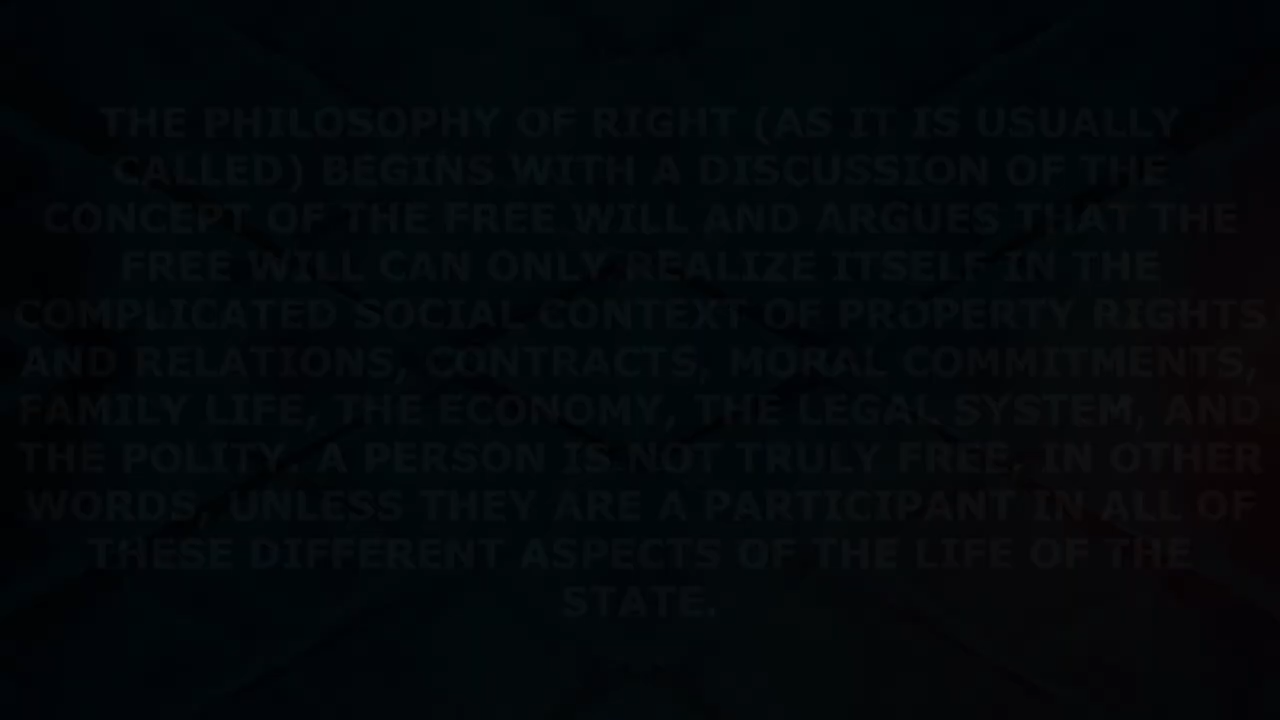 THE PHILOSOPHY OF RIGHT (AS IT IS USUALLY
CALLED) BEGINS WITH A DISCUSSION OF THE
CONCEPT OF THE FREE WILL AND ARGUES THAT THE
FREE WILL CAN ONLY REALIZE ITSELF IN THE
COMPLICATED SOCIAL CONTEXT OF PROPERTY RIGHTS
AND RELATIONS, CONTRACTS, MORAL COMMITMENTS,
FAMILY LIFE, THE ECONOMY, THE LEGAL SYSTEM, AND
THE POLITY. A PERSON IS NOT TRULY FREE, IN OTHER
WORDS, UNLESS THEY ARE A PARTICIPANT IN ALL OF
THESE DIFFERENT ASPECTS OF THE LIFE OF THE
STATE.